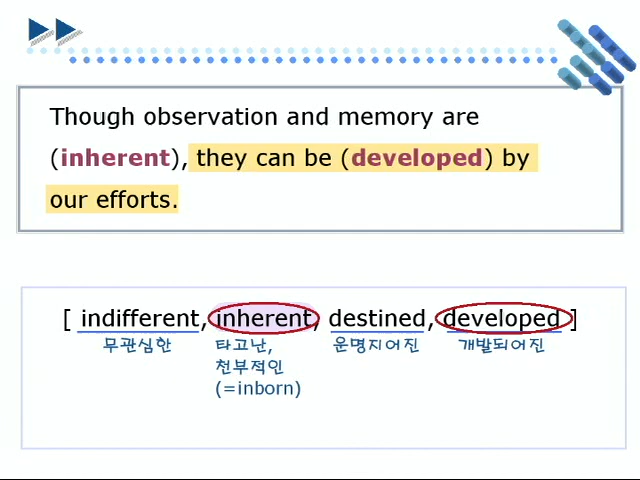 Though observation and memory are
(inherent), they can be (developed) by
our efforts.
[ indifferent, inherent, destined, developed ]
무관심한 타고난, 운명지어진 개발되어진
천부적인
(=inborn)